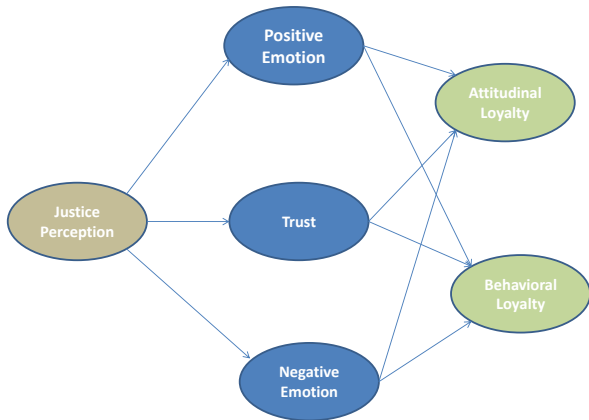 Positive
Emotion
Attitudinal
Loyalty
Justice
Perception
Trust
Behavioral
Loyalty
Negative
Emotion